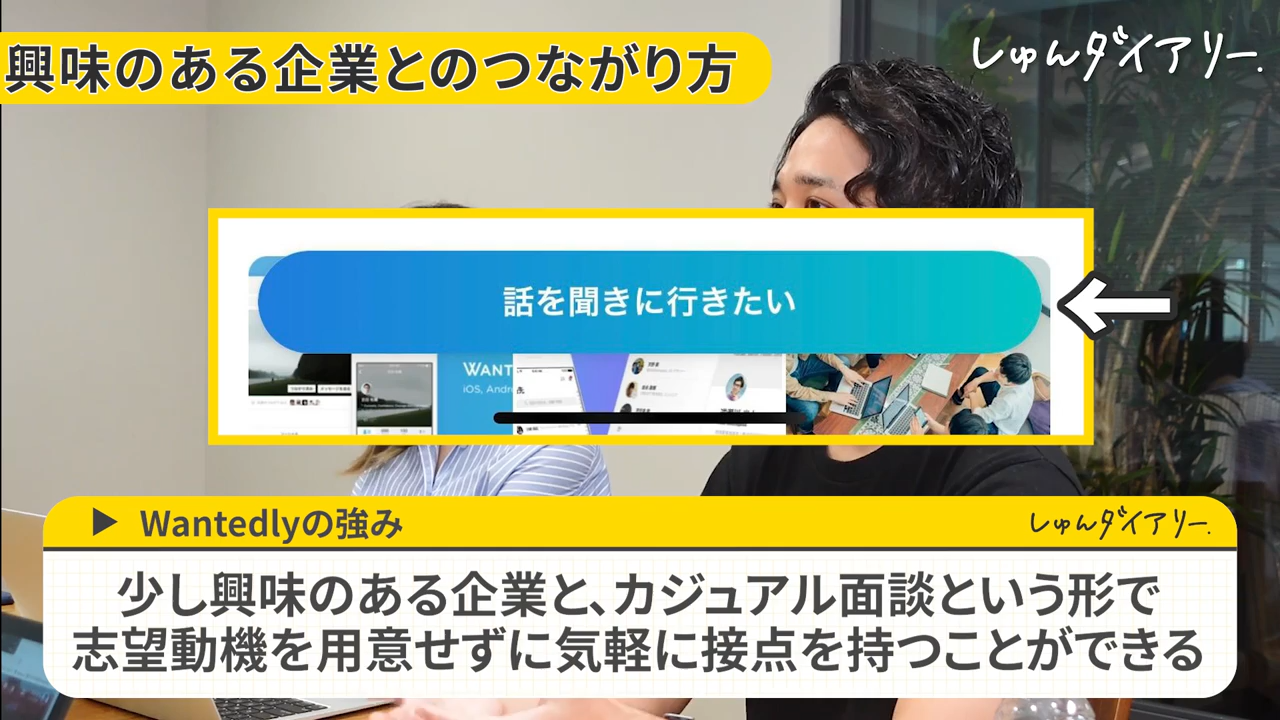 興味のある企業とのつながり方
しゅんダイアリー.
話を聞きに行きたい
WANT
iOS, Andr
▶ Wantedlyの強み
しゅんダイアリー.
少し興味のある企業と、カジュアル面談という形で
志望動機を用意せずに気軽に接点を持つことができる